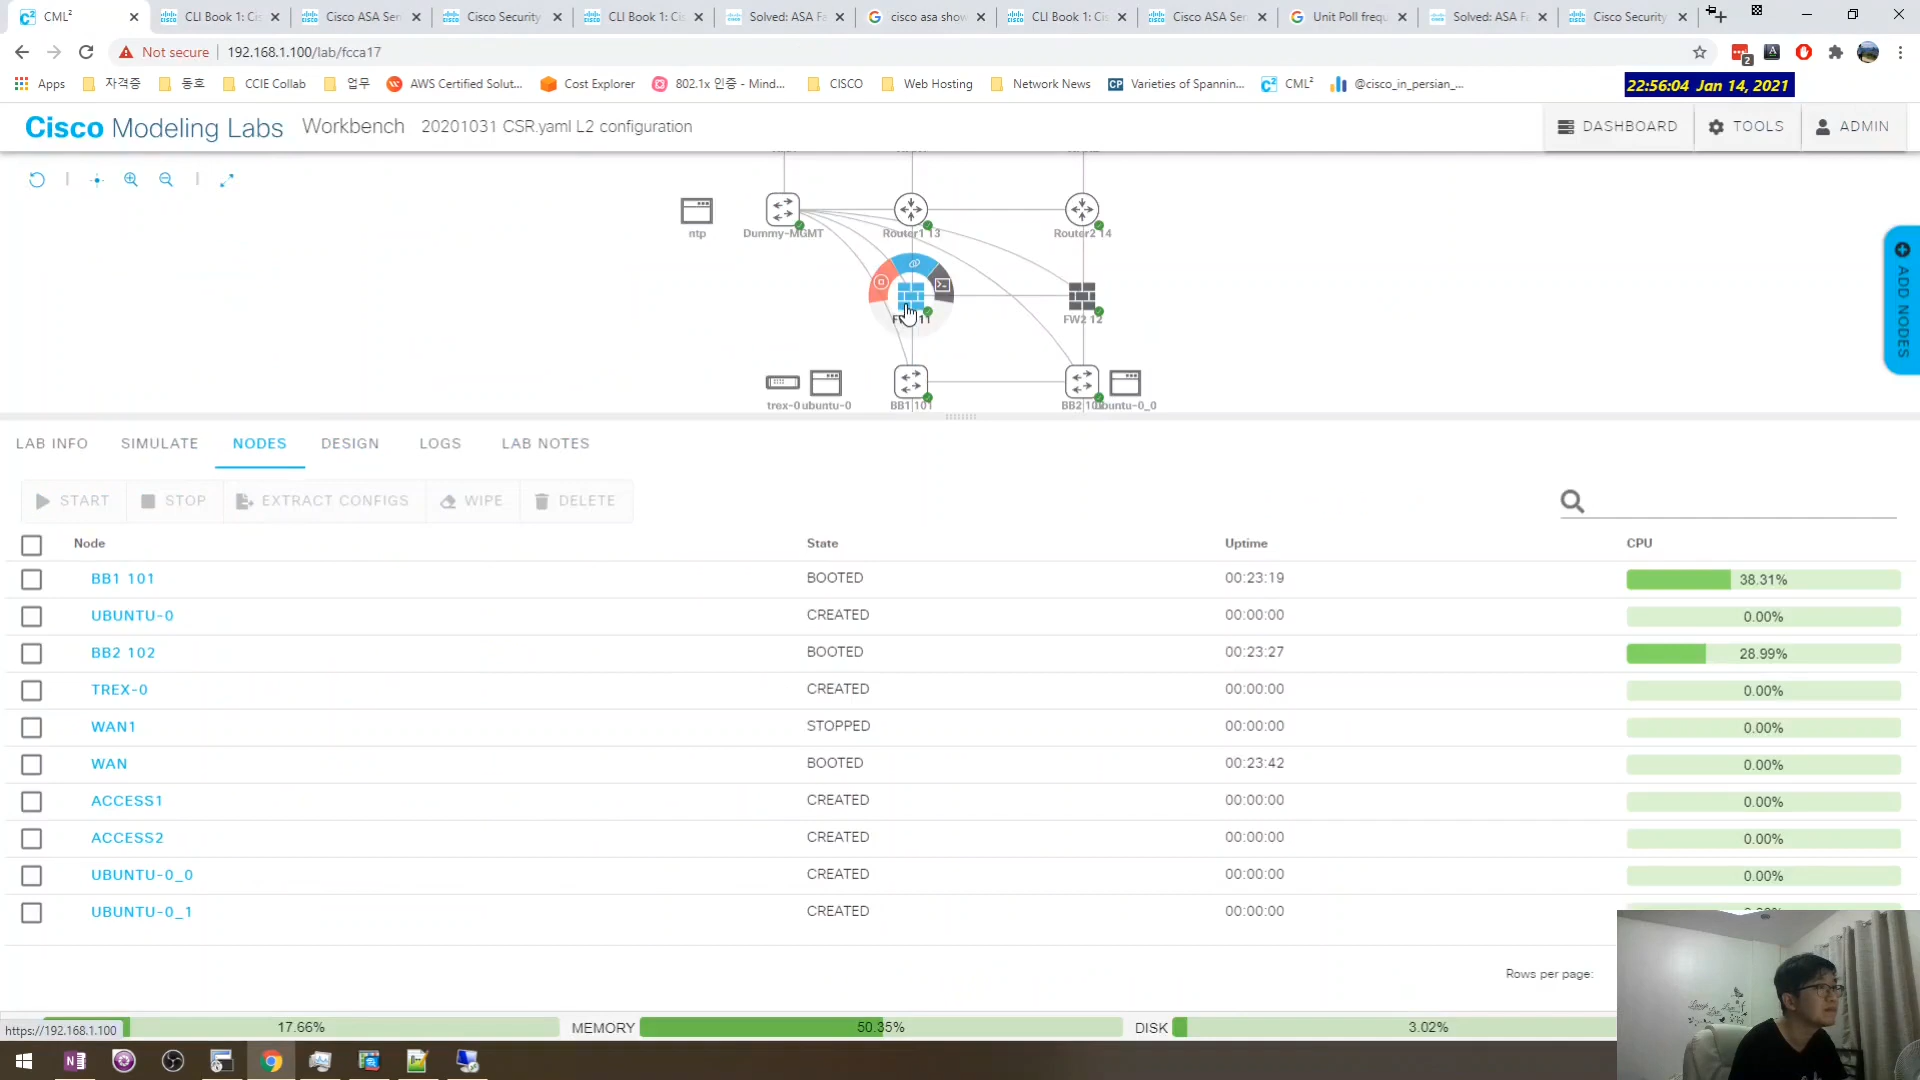 CML²
CLI Book 1: Ci
Cisco ASA Ser
Cisco Security
CLI Book 1: Ci
Solved: ASA Fa
cisco asa show
CLI Book 1: Ci
Cisco ASA Ser
Unit Poll frequ
Solved: ASA Fa
Cisco Security
Not secure
192.168.1.100/lab/fcca17
2
Apps
자격증
동호
CCIE Collab
업무
AWS Certified Solut...
Cost Explorer
802.1x 인증 - Mind...
CISCO
Web Hosting
Network News
CP
Varieties of Spannin...
CML²
@cisco_in_persian_...
22:56:04 Jan 14, 2021
Cisco Modeling Labs
Workbench
20201031 CSR.yaml L2 configuration
DASHBOARD
TOOLS
ADMIN
ntp
Dummy-MGMT
Router1 13
Router2 14
FW2 12
trex-0
ubuntu-0
BB1 101
ADD NODES
LAB INFO
SIMULATE
NODES
DESIGN
LOGS
LAB NOTES
START
STOP
EXTRACT CONFIGS
WIPE
DELETE
Node State Uptime CPU
BB1 101 BOOTED 00:23:19 38.31%
UBUNTU-0 CREATED 00:00:00 0.00%
BB2 102 BOOTED 00:23:27 28.99%
TREX-0 CREATED 00:00:00 0.00%
WAN1 STOPPED 00:00:00 0.00%
WAN BOOTED 00:23:42 0.00%
ACCESS1 CREATED 00:00:00 0.00%
ACCESS2 CREATED 00:00:00 0.00%
UBUNTU-0_0 CREATED 00:00:00 0.00%
UBUNTU-0_1 CREATED 00:00:00
Rows per page:
https://192.168.1.100
17.66%
MEMORY 50.35%
DISK 3.02%